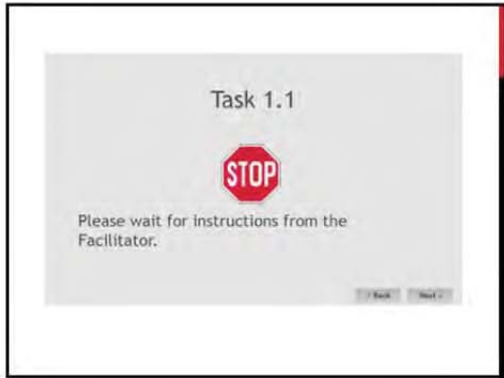 Task 1.1
STOP
Please wait for instructions from the
Facilitator.
‹ Back Next ›